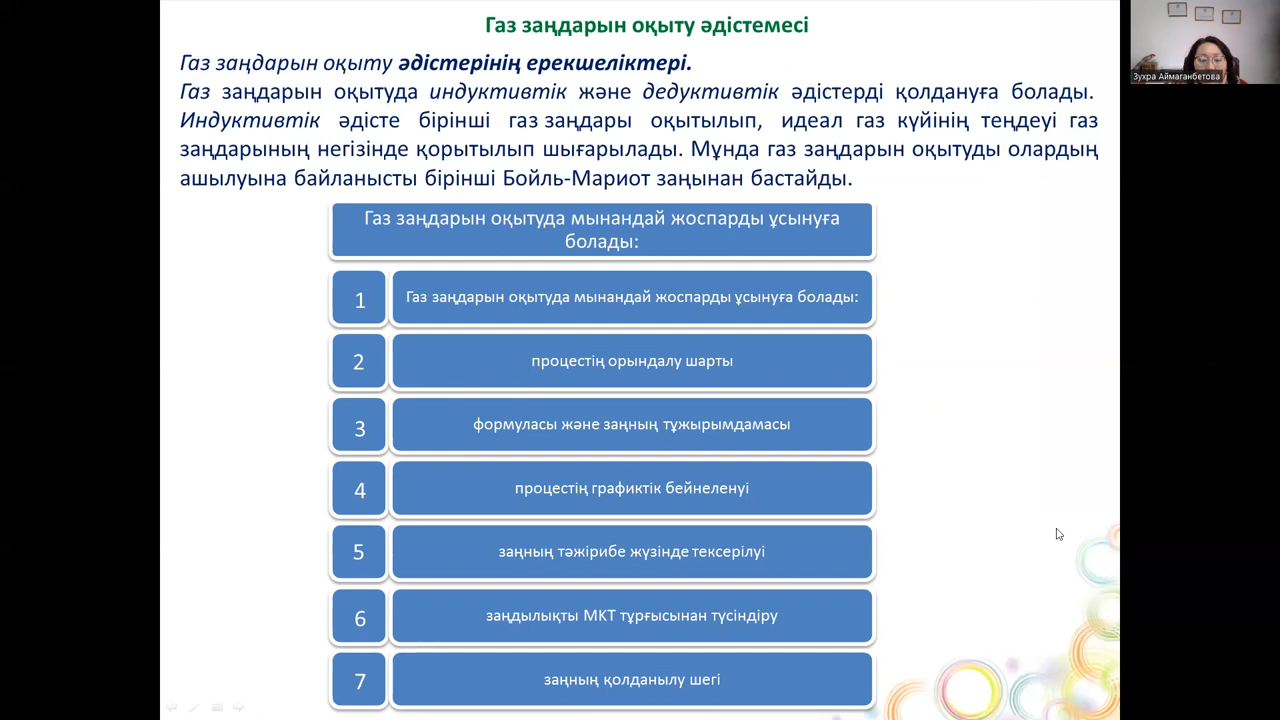 Газ заңдарын оқыту әдістемесі
Зухра Аймаганбетова
Газ заңдарын оқыту әдістерінің ерекшеліктері.
Газ заңдарын оқытуда индуктивтік және дедуктивтік әдістерді қолдануға болады.
Индуктивтік әдісте бірінші газ заңдары оқытылып, идеал газ күйінің теңдеуі газ
заңдарының негізінде қорытылып шығарылады. Мұнда газ заңдарын оқытуды олардың
ашылуына байланысты бірінші Бойль-Мариот заңынан бастайды.
Газ заңдарын оқытуда мынандай жоспарды ұсынуға
болады:
1 Газ заңдарын оқытуда мынандай жоспарды ұсынуға болады:
2 процестің орындалу шарты
3 формуласы және заңның тұжырымдамасы
4 процестің графиктік бейнеленуі
5 заңның тәжірибе жүзінде тексерілуі
6 заңдылықты МКТ тұрғысынан түсіндіру
7 заңның қолданылу шегі